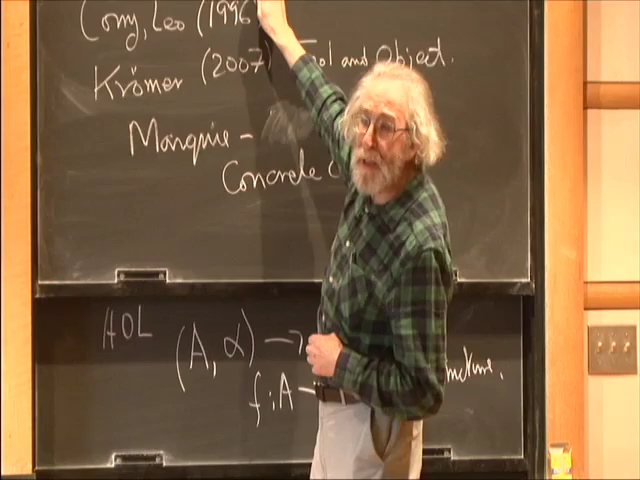 Corry, Leo (1996
Krömer (2007) Tool and Object.
Marquis -
Concrete
HOL (A, α) →
f : A